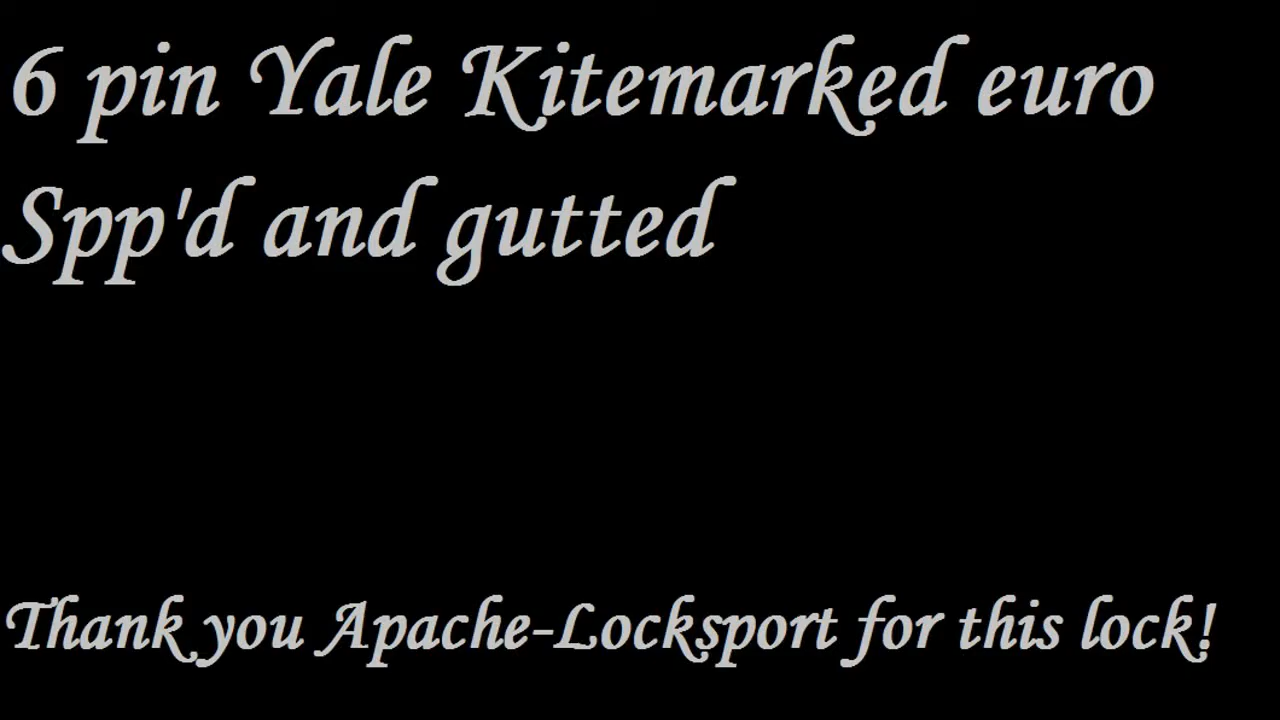 6 pin Yale Kitemarked euro
Spp'd and gutted
Thank you Apache-Locksport for this lock!